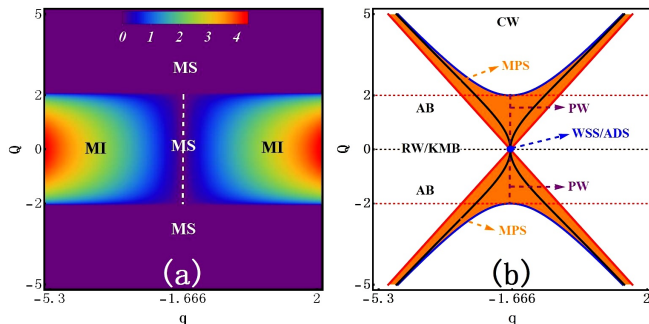 5
0 1 2 3 4
MS
2
Q
0
MI
MS
MI
-2
MS
(a)
-5
-5.3
-1.666
2
q
5
CW
MPS
2
AB
PW
WSS/ADS
Q
0
RW/KMB
AB
PW
-2
MPS
(b)
-5
-5.3
-1.666
2
q